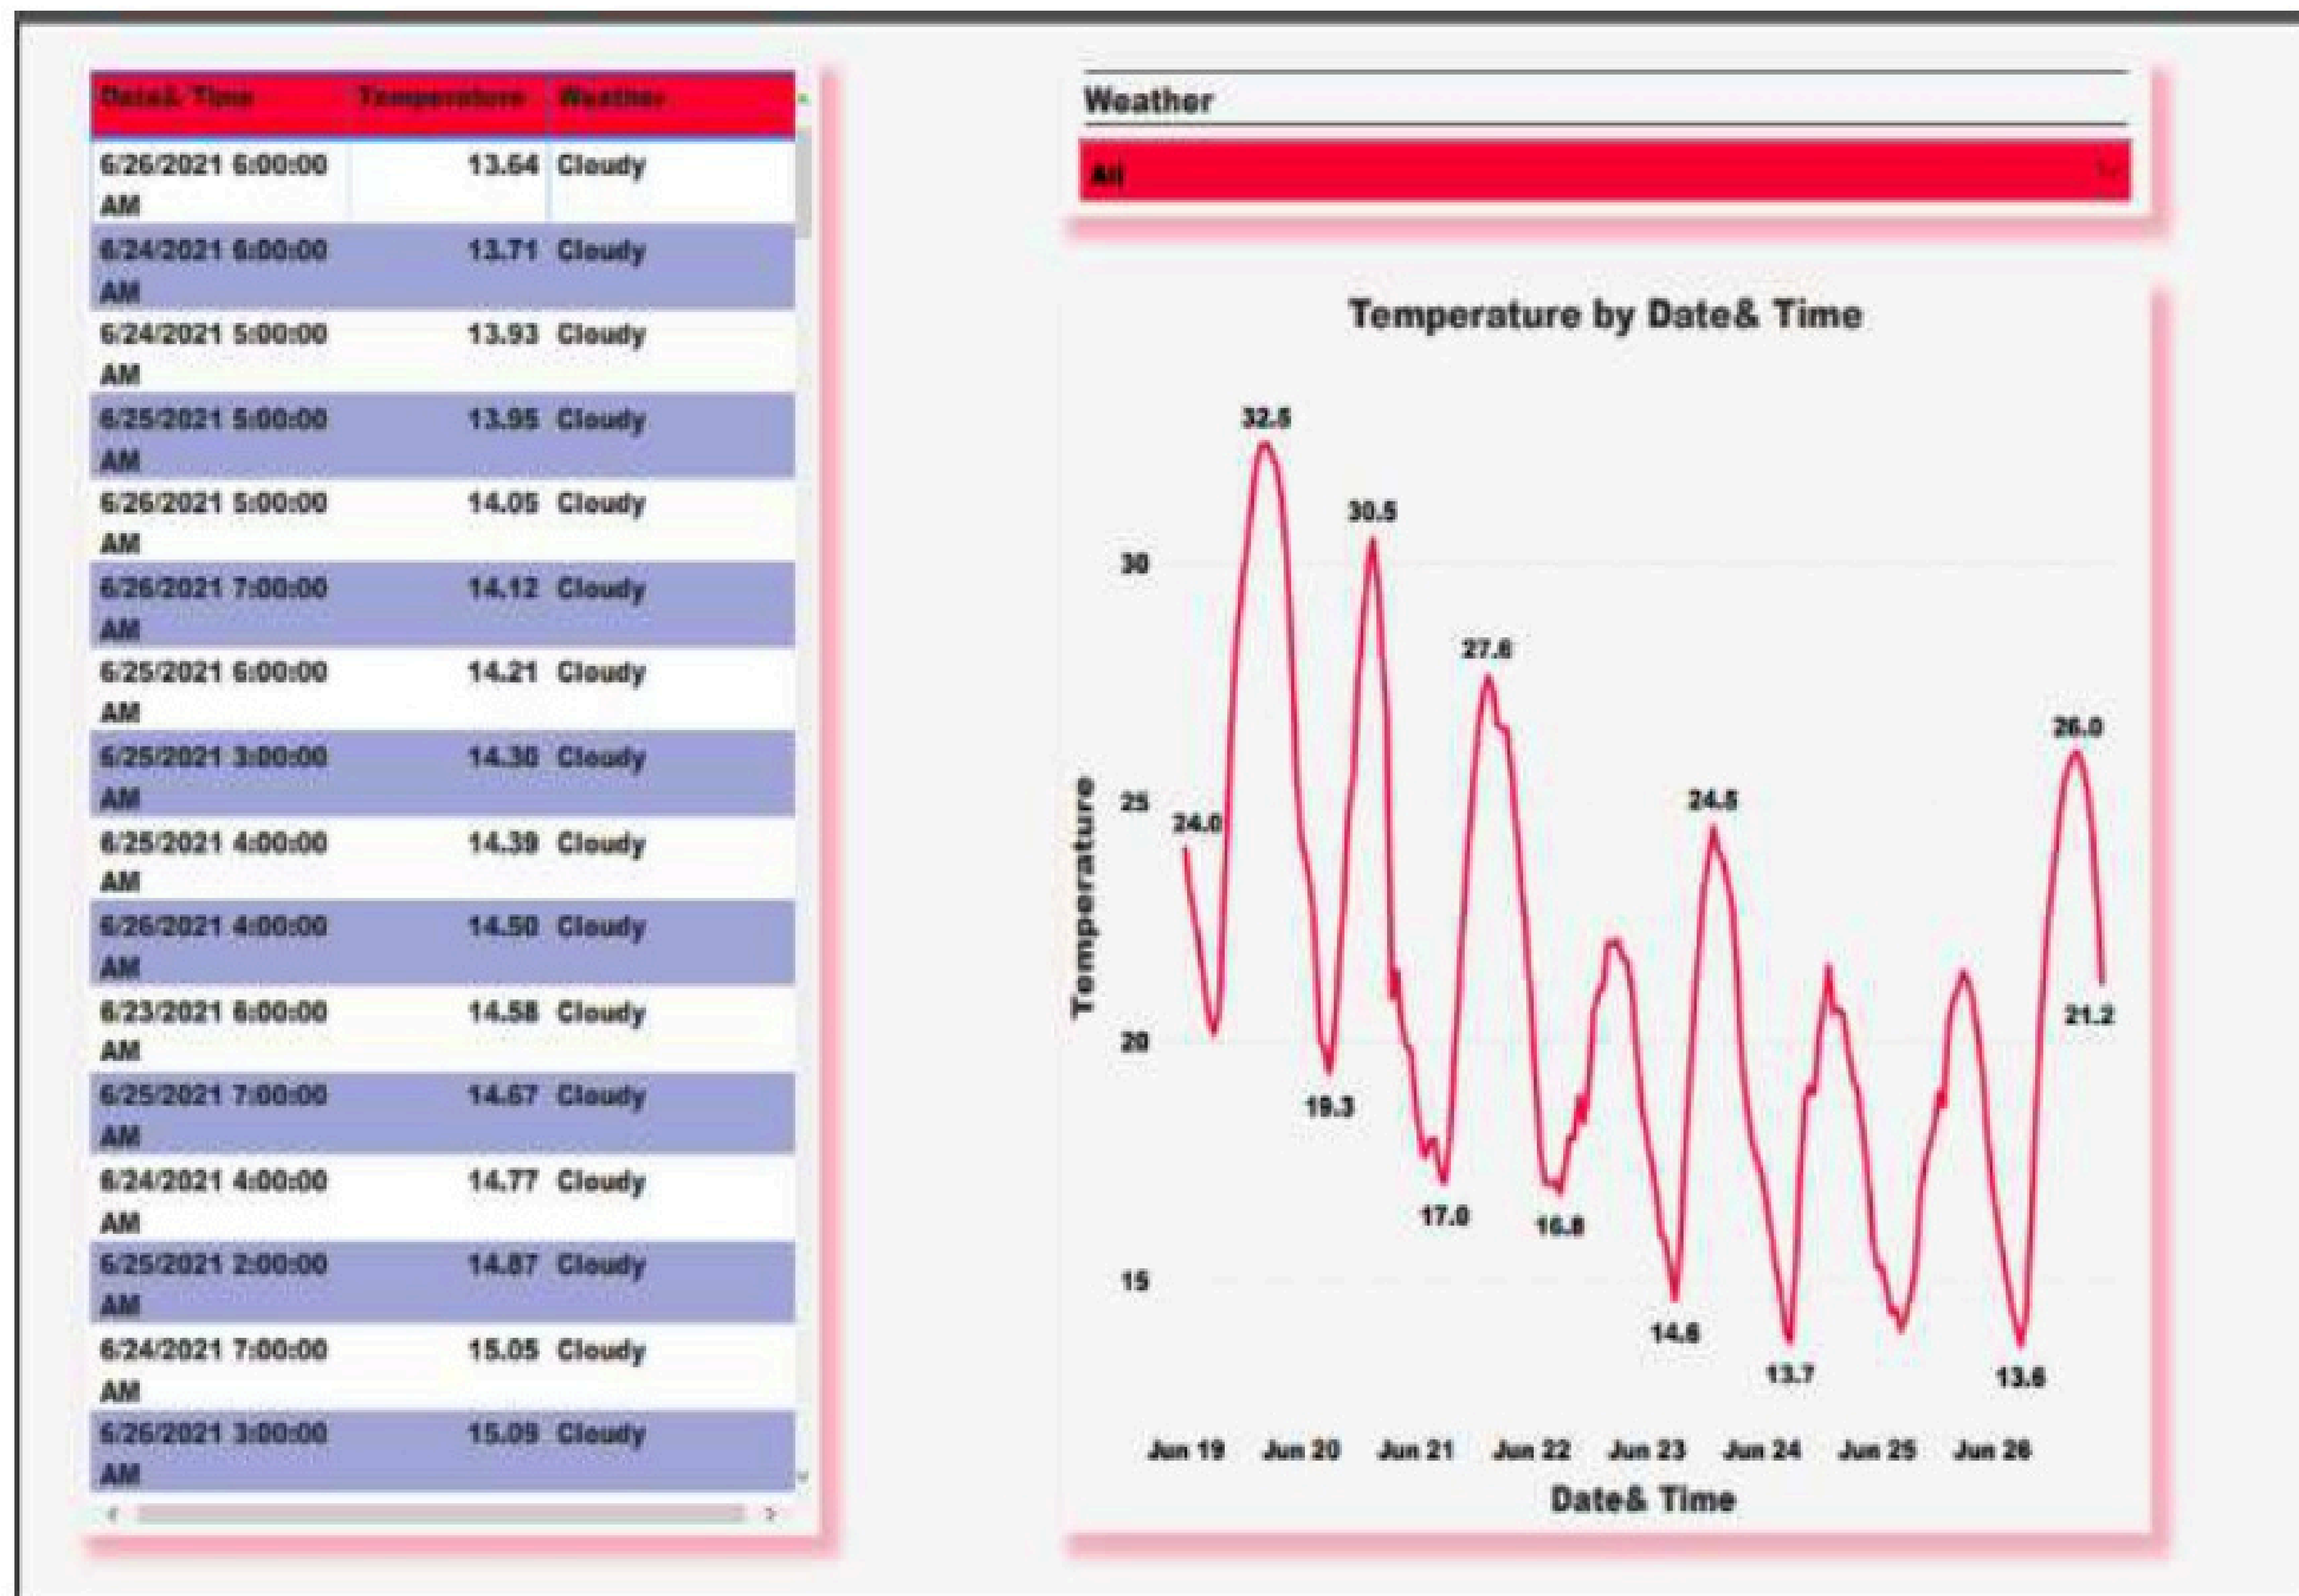 Date& Time Temperature Weather
6/26/2021 6:00:00 13.64 Cloudy
AM
6/24/2021 6:00:00 13.71 Cloudy
AM
6/24/2021 5:00:00 13.93 Cloudy
AM
6/25/2021 5:00:00 13.95 Cloudy
AM
6/26/2021 5:00:00 14.05 Cloudy
AM
6/26/2021 7:00:00 14.12 Cloudy
AM
6/25/2021 6:00:00 14.21 Cloudy
AM
6/25/2021 3:00:00 14.30 Cloudy
AM
6/25/2021 4:00:00 14.39 Cloudy
AM
6/26/2021 4:00:00 14.50 Cloudy
AM
6/23/2021 6:00:00 14.58 Cloudy
AM
6/25/2021 7:00:00 14.67 Cloudy
AM
6/24/2021 4:00:00 14.77 Cloudy
AM
6/25/2021 2:00:00 14.87 Cloudy
AM
6/24/2021 7:00:00 15.05 Cloudy
AM
6/26/2021 3:00:00 15.09 Cloudy
AM
Weather
All
Temperature by Date& Time
32.5
30.5
30
27.6
26.0
25
24.5
24.0
Temperature
21.2
20
19.3
17.0
16.8
15
14.6
13.7
13.6
Jun 19 Jun 20 Jun 21 Jun 22 Jun 23 Jun 24 Jun 25 Jun 26
Date& Time